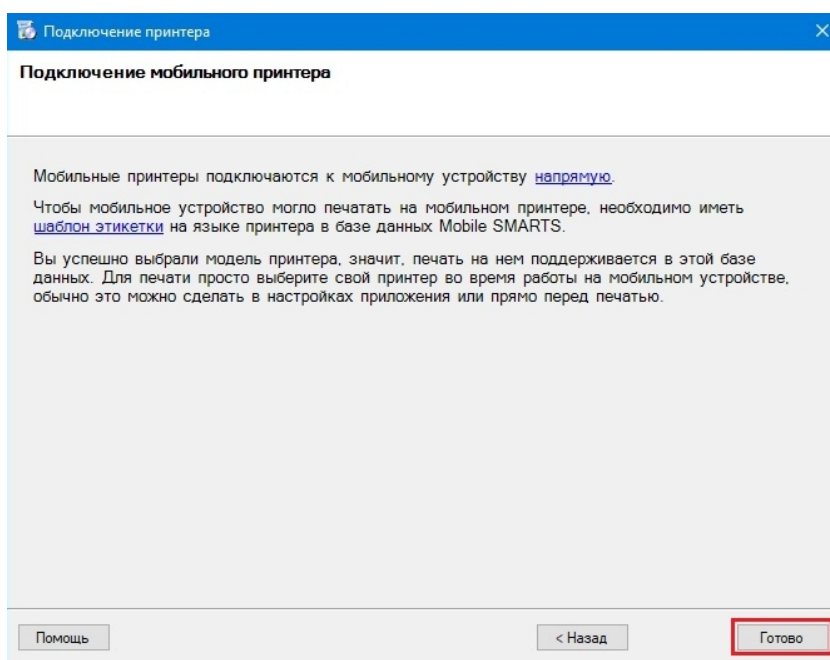 Подключение принтера
Подключение мобильного принтера
Мобильные принтеры подключаются к мобильному устройству напрямую.
Чтобы мобильное устройство могло печатать на мобильном принтере, необходимо иметь
шаблон этикетки на языке принтера в базе данных Mobile SMARTS.
Вы успешно выбрали модель принтера, значит, печать на нем поддерживается в этой базе
данных. Для печати просто выберите свой принтер во время работы на мобильном устройстве,
обычно это можно сделать в настройках приложения или прямо перед печатью.
Помощь
< Назад
Готово